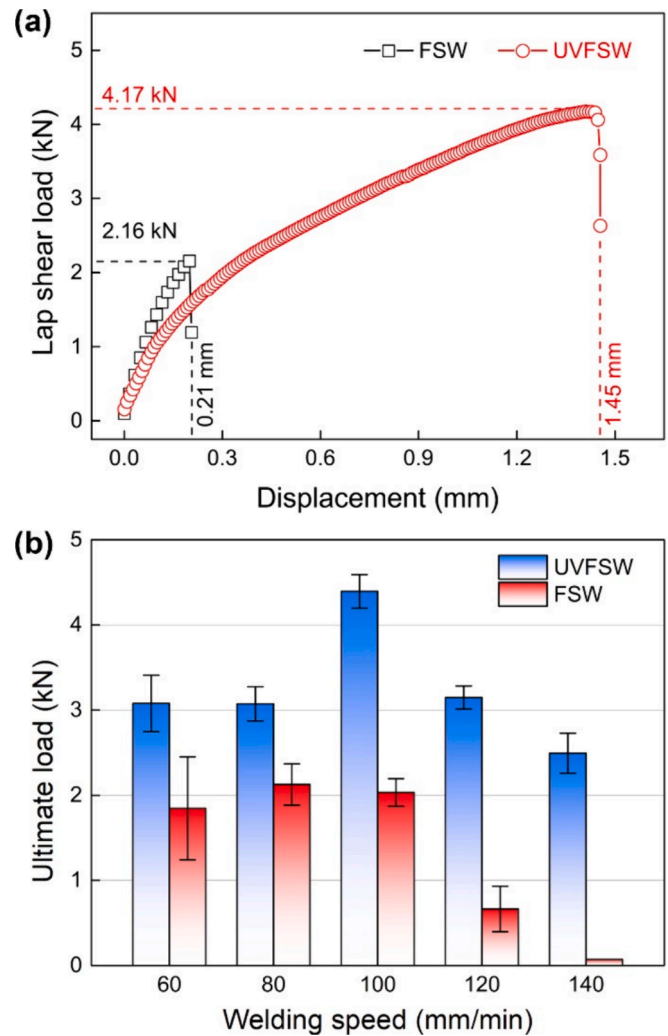 (a)
FSW
UVFSW
5
4
3
2
1
0
Lap shear load (kN)
4.17 kN
2.16 kN
0.21 mm
1.45 mm
0.0 0.3 0.6 0.9 1.2 1.5
Displacement (mm)
(b)
UVFSW
FSW
5
4
3
2
1
0
Ultimate load (kN)
60 80 100 120 140
Welding speed (mm/min)